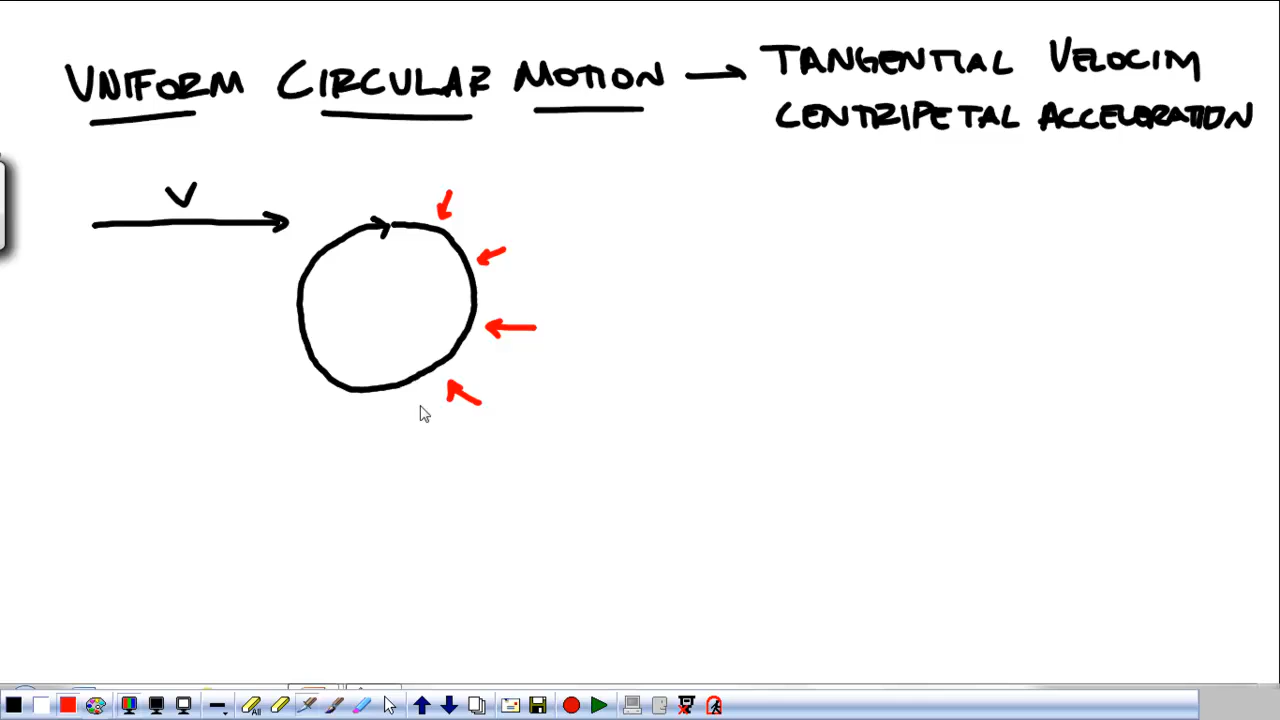 UNIFORM CIRCULAR MOTION → TANGENTIAL VELOCITY
CENTRIPETAL ACCELERATION
V